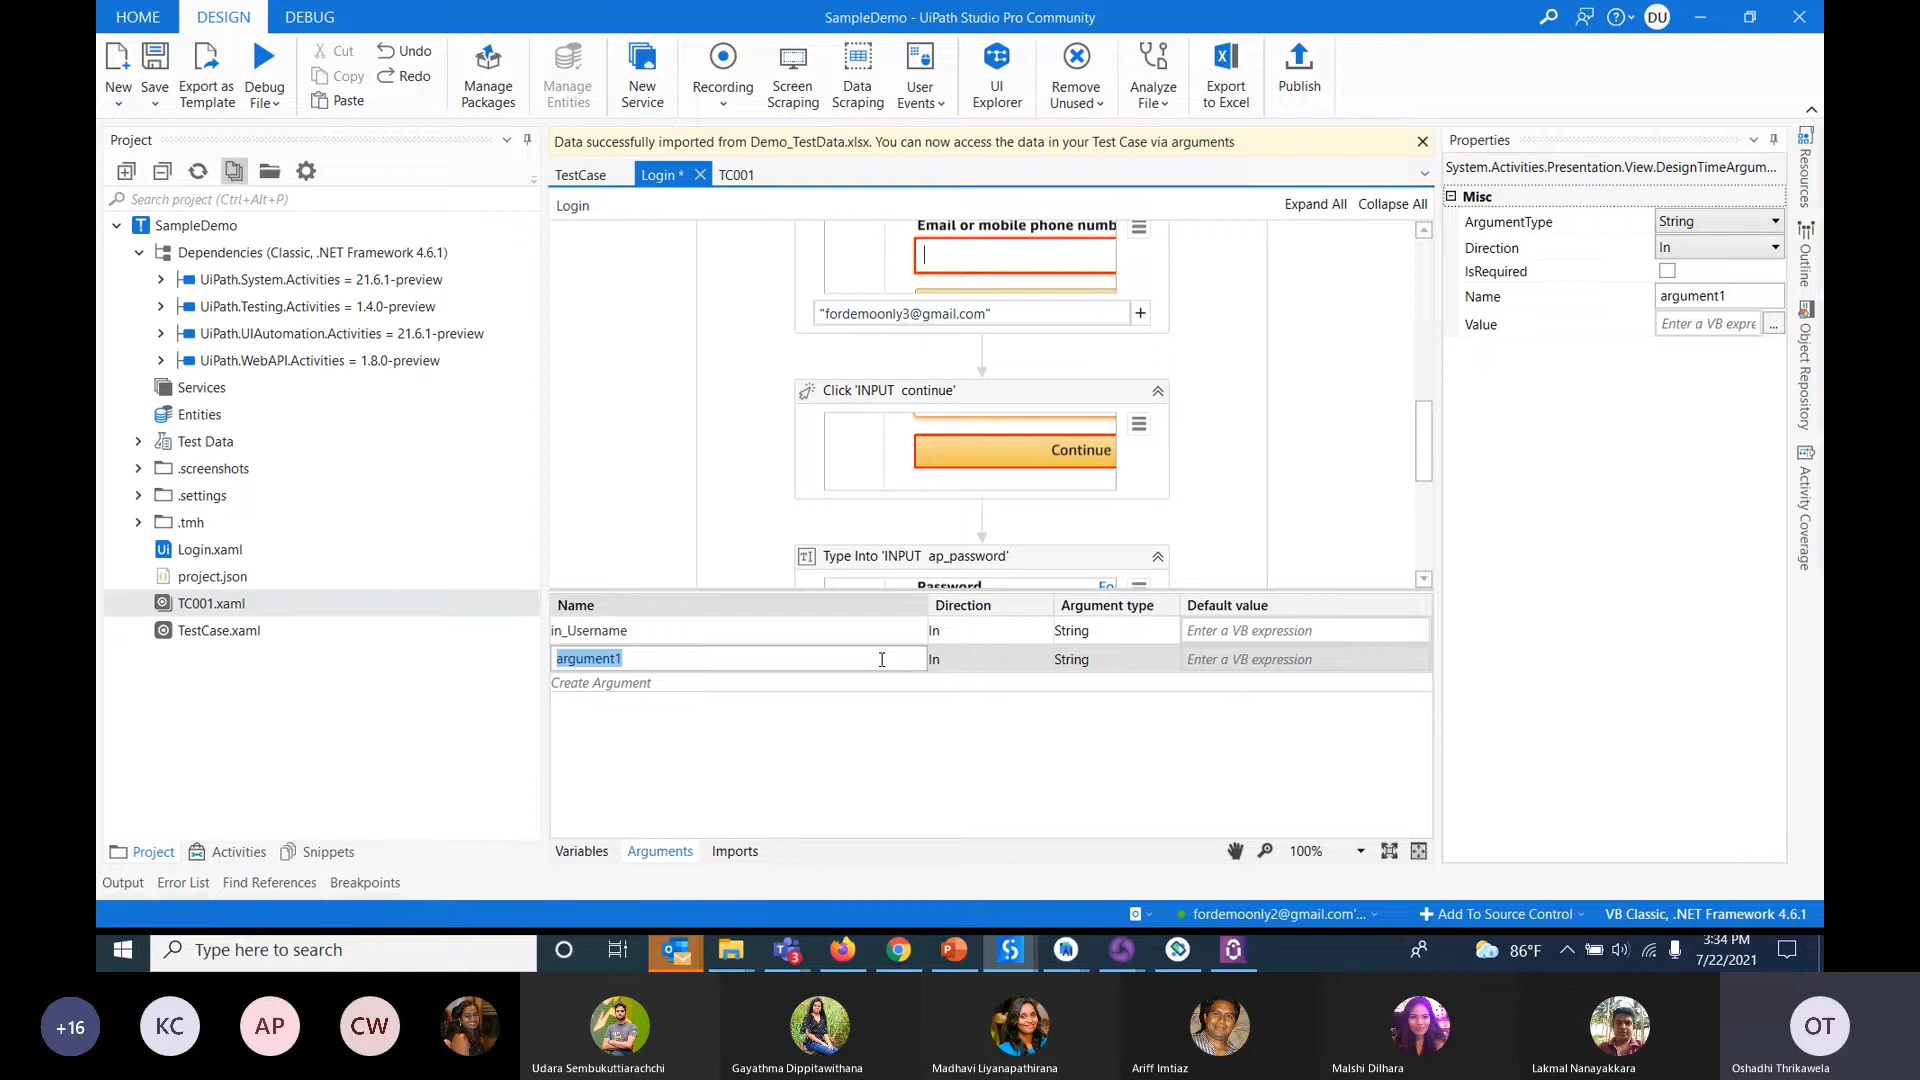 HOME
DESIGN
DEBUG
SampleDemo - UiPath Studio Pro Community
DU
New
Save
Export as Template
Debug File
Cut
Copy
Paste
Undo
Redo
Manage Packages
Manage Entities
New Service
Recording
Screen Scraping
Data Scraping
User Events
UI Explorer
Remove Unused
Analyze File
Export to Excel
Publish
Project
Search project (Ctrl+Alt+P)
SampleDemo
Dependencies (Classic, .NET Framework 4.6.1)
UiPath.System.Activities = 21.6.1-preview
UiPath.Testing.Activities = 1.4.0-preview
UiPath.UIAutomation.Activities = 21.6.1-preview
UiPath.WebAPI.Activities = 1.8.0-preview
Services
Entities
Test Data
.screenshots
.settings
.tmh
Login.xaml
project.json
TC001.xaml
TestCase.xaml
Project
Activities
Snippets
Data successfully imported from Demo_TestData.xlsx. You can now access the data in your Test Case via arguments
TestCase
Login *
TC001
Login
Expand All
Collapse All
Email or mobile phone numb
"fordemoonly3@gmail.com"
Click 'INPUT continue'
Continue
Type Into 'INPUT ap_password'
Password
Fo
Name
Direction
Argument type
Default value
in_Username
In
String
Enter a VB expression
argument1
In
String
Enter a VB expression
Create Argument
Variables
Arguments
Imports
100%
Properties
System.Activities.Presentation.View.DesignTimeArgum...
Misc
ArgumentType
String
Direction
In
IsRequired
Name
argument1
Value
Enter a VB expre
...
Resources
Outline
Object Repository
Activity Coverage
Output
Error List
Find References
Breakpoints
fordemoonly2@gmail.com'...
Add To Source Control
VB Classic, .NET Framework 4.6.1
Type here to search
3
86°F
3:34 PM
7/22/2021
+16
KC
AP
CW
OT
Udara Sembukuttiarachchi
Gayathma Dippitawithana
Madhavi Liyanapathirana
Ariff Imtiaz
Malshi Dilhara
Lakmal Nanayakkara
Oshadhi Thrikawela